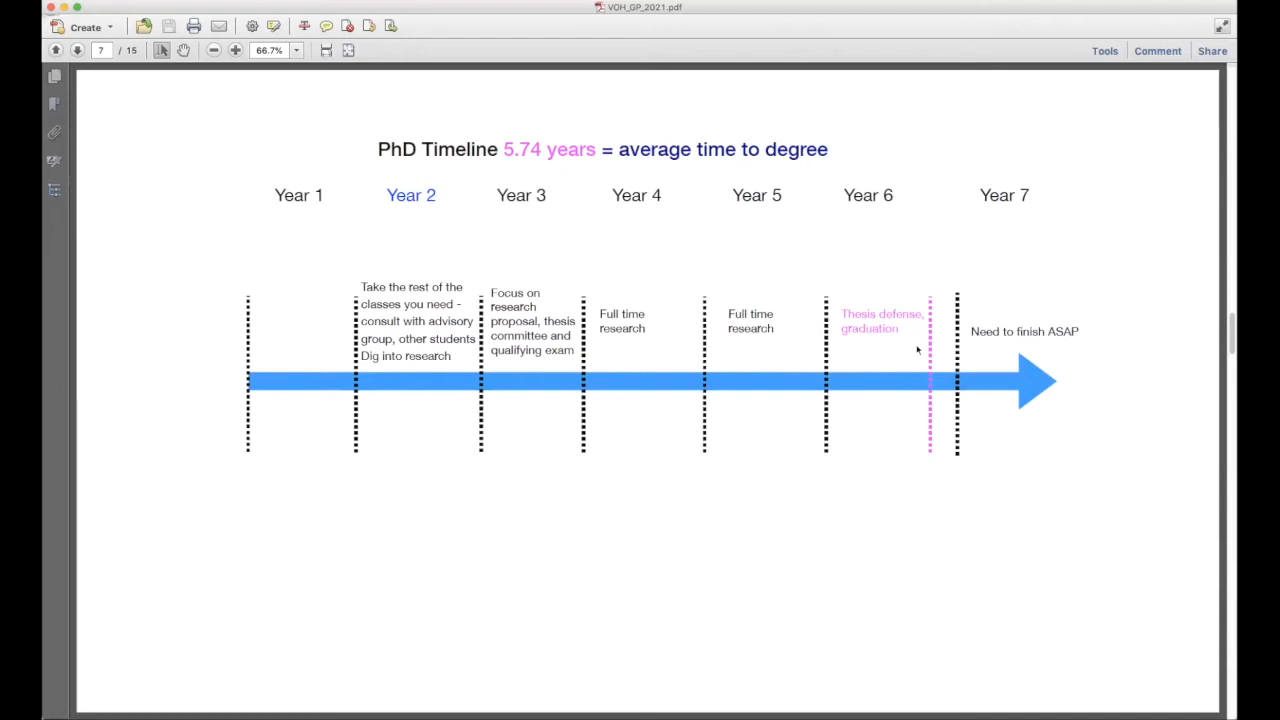 VOH_GP_2021.pdf
Create
7 / 15
66.7%
Tools
Comment
Share
PhD Timeline 5.74 years = average time to degree
Year 1
Year 2
Year 3
Year 4
Year 5
Year 6
Year 7
Take the rest of the
classes you need -
consult with advisory
group, other students
Dig into research
Focus on
research
proposal, thesis
committee and
qualifying exam
Full time
research
Full time
research
Thesis defense,
graduation
Need to finish ASAP